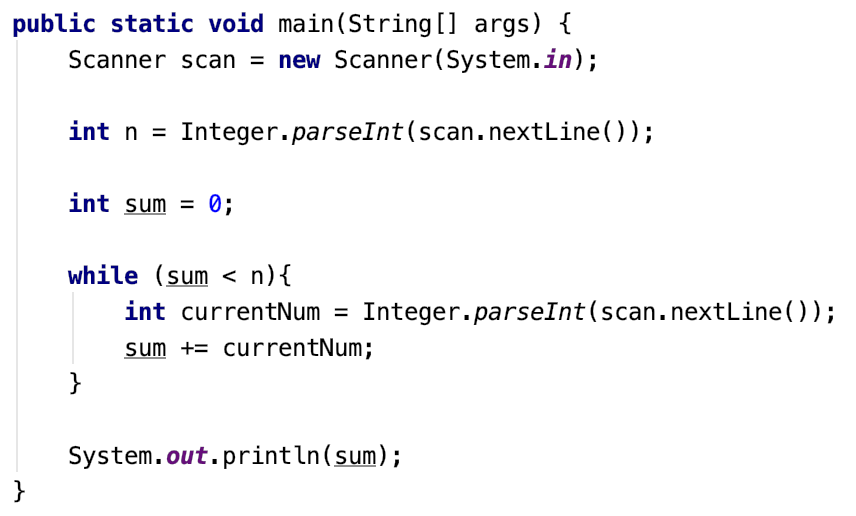 public static void main(String[] args) {
    Scanner scan = new Scanner(System.in);
    int n = Integer.parseInt(scan.nextLine());
    int sum = 0;
    while (sum < n){
        int currentNum = Integer.parseInt(scan.nextLine());
        sum += currentNum;
    }
    System.out.println(sum);
}